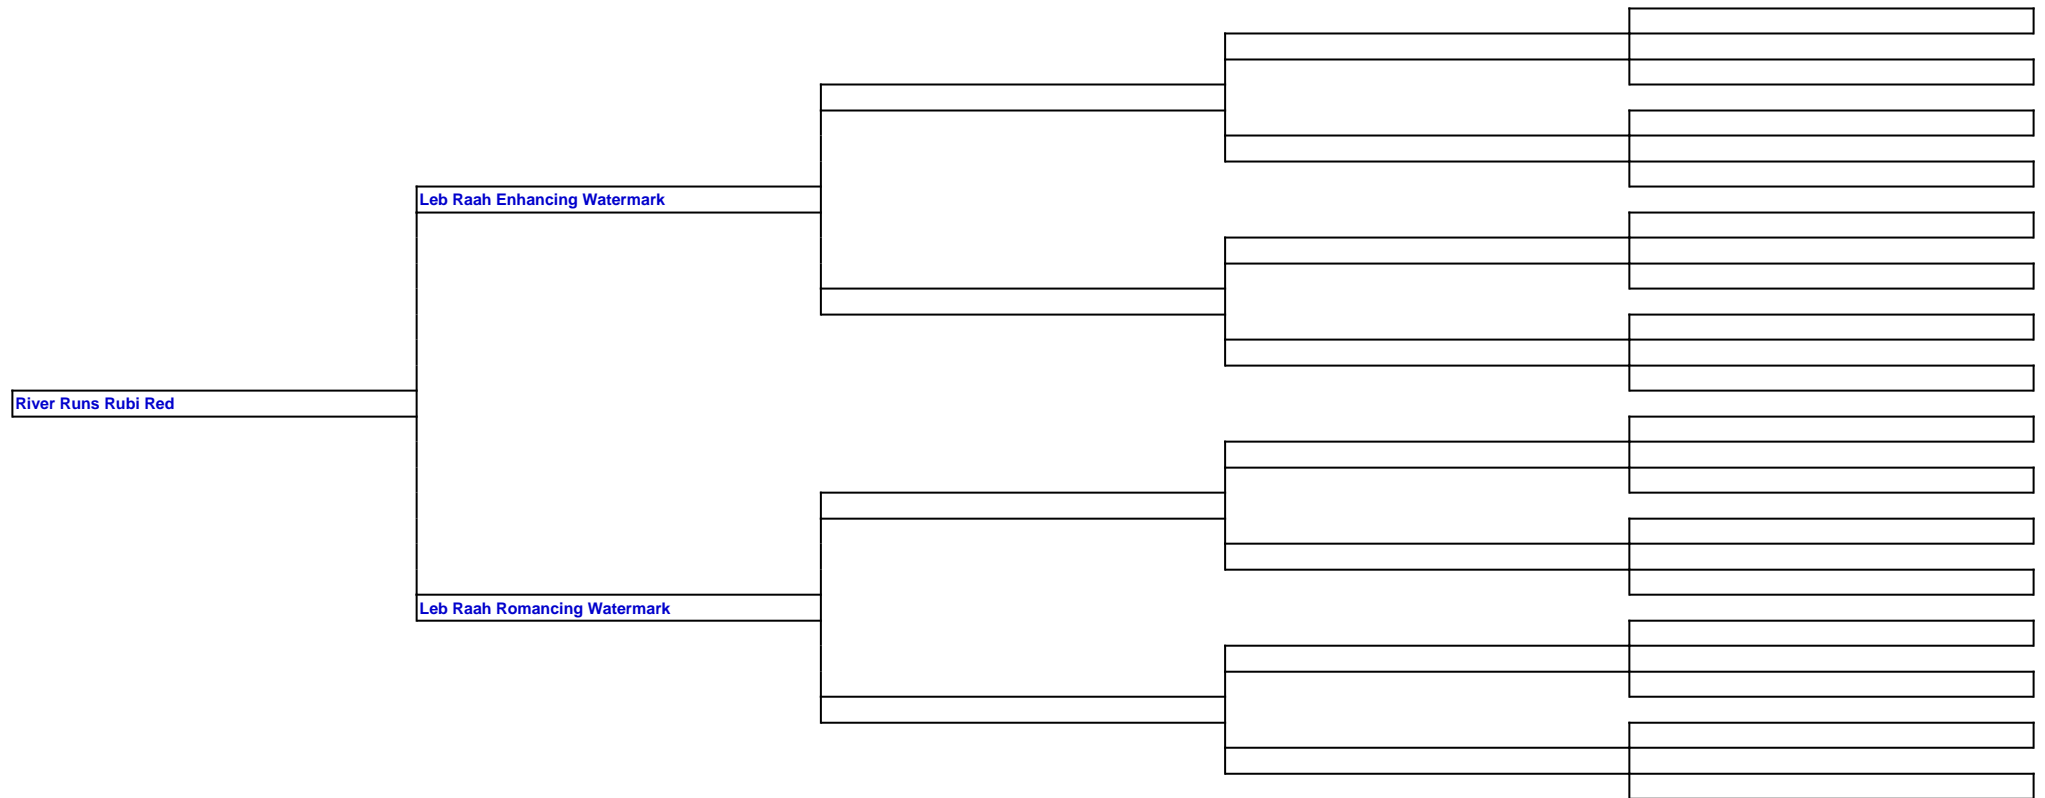 Leb Raah Enhancing Watermark
River Runs Rubi Red
Leb Raah Romancing Watermark